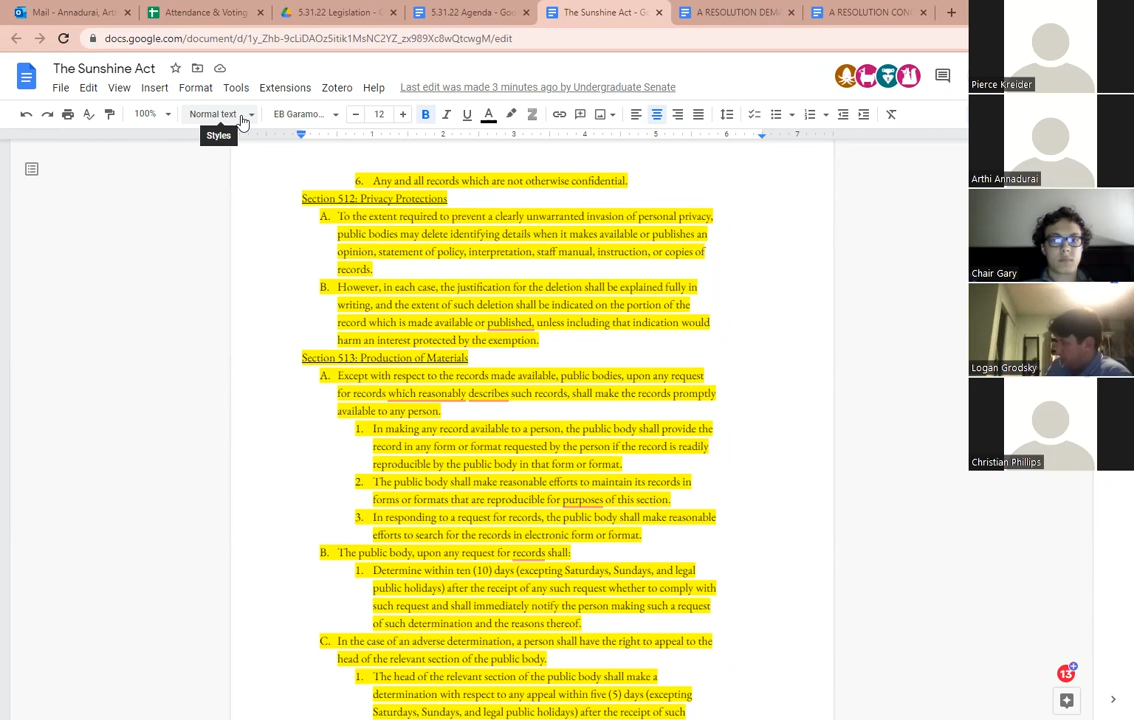 Mail - Annadurai, Arthi
Attendance & Voting
5.31.22 Legislation - G
5.31.22 Agenda - Goo
The Sunshine Act - Go
A RESOLUTION DEM
A RESOLUTION CON
docs.google.com/document/d/1y_Zhb-9cLiDAOz5itik1MsNC2YZ_zx989Xc8wQtcwgM/edit
The Sunshine Act
File Edit View Insert Format Tools Extensions Zotero Help Last edit was made 3 minutes ago by Undergraduate Senate
100% Normal text EB Garamo... 12 B I U A
Styles
1 2 3 4 5 6 7
6. Any and all records which are not otherwise confidential.
Section 512: Privacy Protections
A. To the extent required to prevent a clearly unwarranted invasion of personal privacy,
public bodies may delete identifying details when it makes available or publishes an
opinion, statement of policy, interpretation, staff manual, instruction, or copies of
records.
B. However, in each case, the justification for the deletion shall be explained fully in
writing, and the extent of such deletion shall be indicated on the portion of the
record which is made available or published, unless including that indication would
harm an interest protected by the exemption.
Section 513: Production of Materials
A. Except with respect to the records made available, public bodies, upon any request
for records which reasonably describes such records, shall make the records promptly
available to any person.
1. In making any record available to a person, the public body shall provide the
record in any form or format requested by the person if the record is readily
reproducible by the public body in that form or format.
2. The public body shall make reasonable efforts to maintain its records in
forms or formats that are reproducible for purposes of this section.
3. In responding to a request for records, the public body shall make reasonable
efforts to search for the records in electronic form or format.
B. The public body, upon any request for records shall:
1. Determine within ten (10) days (excepting Saturdays, Sundays, and legal
public holidays) after the receipt of any such request whether to comply with
such request and shall immediately notify the person making such a request
of such determination and the reasons thereof.
C. In the case of an adverse determination, a person shall have the right to appeal to the
head of the relevant section of the public body.
1. The head of the relevant section of the public body shall make a
determination with respect to any appeal within five (5) days (excepting
Saturdays, Sundays, and legal public holidays) after the receipt of such
13
Pierce Kreider
Arthi Annadurai
Chair Gary
Logan Grodsky
Christian Phillips